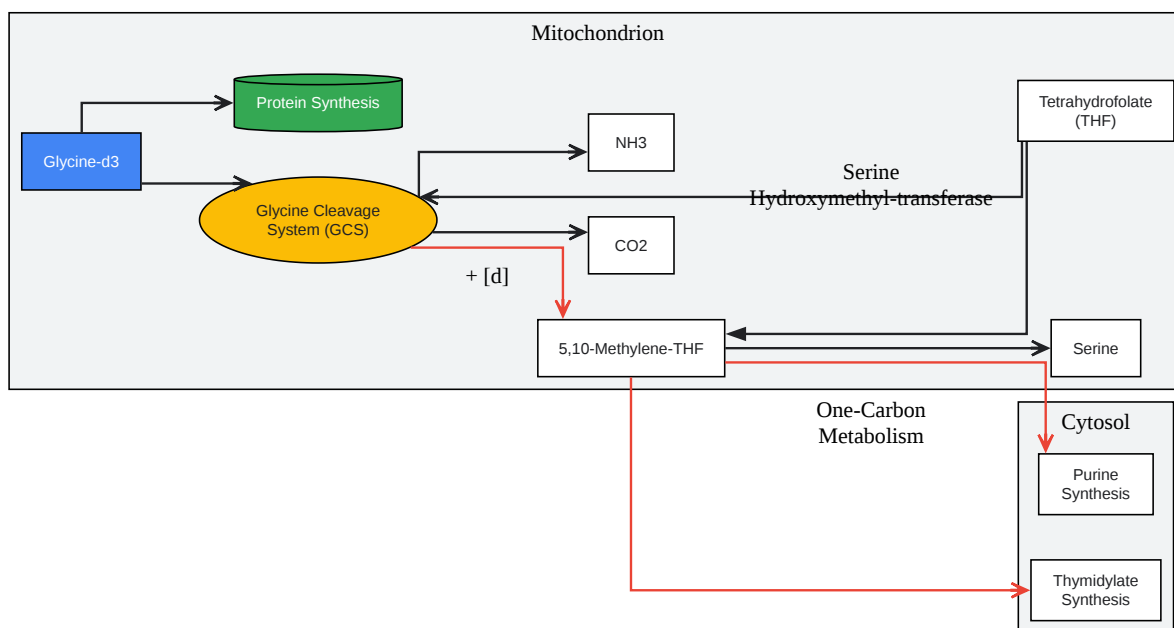 Mitochondrion
Protein Synthesis
Tetrahydrofolate
(THF)
Glycine-d3
NH3
Serine
Hydroxymethyl-transferase
Glycine Cleavage
System (GCS)
CO2
+ [d]
5,10-Methylene-THF
Serine
One-Carbon
Metabolism
Cytosol
Purine
Synthesis
Thymidylate
Synthesis